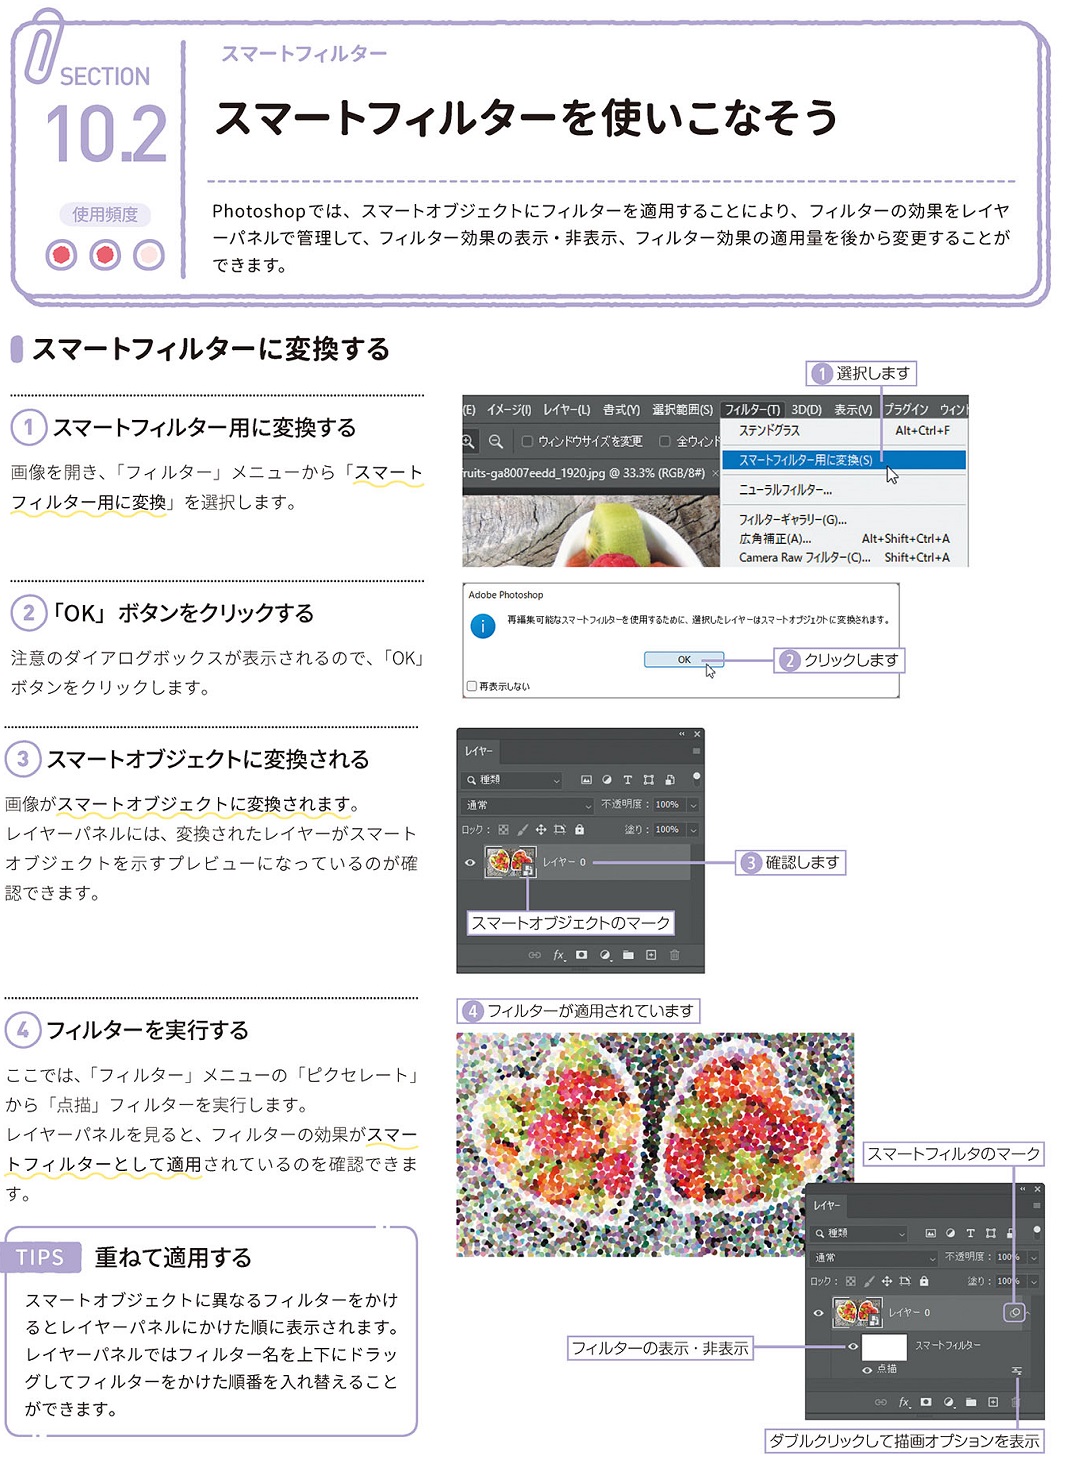 SECTION
10.2
使用頻度
スマートフィルター
スマートフィルターを使いこなそう
Photoshopでは、スマートオブジェクトにフィルターを適用することにより、フィルターの効果をレイヤ
ーパネルで管理して、フィルター効果の表示・非表示、フィルター効果の適用量を後から変更することが
できます。
スマートフィルターに変換する
1 スマートフィルター用に変換する
画像を開き、「フィルター」メニューから「スマート
フィルター用に変換」を選択します。
1 選択します
(E) イメージ(I) レイヤー(L) 書式(Y) 選択範囲(S) フィルター(T) 3D(D) 表示(V) プラグイン ウィント
ウィンドウサイズを変更 全ウィンド
fruits-ga8007eedd_1920.jpg @ 33.3% (RGB/8#) ×
ステンドグラス Alt+Ctrl+F
スマートフィルター用に変換(S)
ニューラルフィルター...
フィルターギャラリー(G)...
広角補正(A)... Alt+Shift+Ctrl+A
Camera Raw フィルター(C)... Shift+Ctrl+A
2 「OK」ボタンをクリックする
注意のダイアログボックスが表示されるので、「OK」
ボタンをクリックします。
Adobe Photoshop
再編集可能なスマートフィルターを使用するために、選択したレイヤーはスマートオブジェクトに変換されます。
OK
2 クリックします
再表示しない
3 スマートオブジェクトに変換される
画像がスマートオブジェクトに変換されます。
レイヤーパネルには、変換されたレイヤーがスマート
オブジェクトを示すプレビューになっているのが確
認できます。
レイヤー
種類
通常 不透明度： 100%
ロック： 塗り： 100%
レイヤー 0
3 確認します
スマートオブジェクトのマーク
fx
4 フィルターを実行する
ここでは、「フィルター」メニューの「ピクセレート」
から「点描」フィルターを実行します。
レイヤーパネルを見ると、フィルターの効果がスマー
トフィルターとして適用されているのを確認できま
す。
4 フィルターが適用されています
スマートフィルタのマーク
レイヤー
種類
通常 不透明度： 100%
ロック： 塗り： 100%
レイヤー 0
フィルターの表示・非表示
スマートフィルター
点描
fx
ダブルクリックして描画オプションを表示
TIPS 重ねて適用する
スマートオブジェクトに異なるフィルターをかけ
るとレイヤーパネルにかけた順に表示されます。
レイヤーパネルではフィルター名を上下にドラッ
グしてフィルターをかけた順番を入れ替えること
ができます。